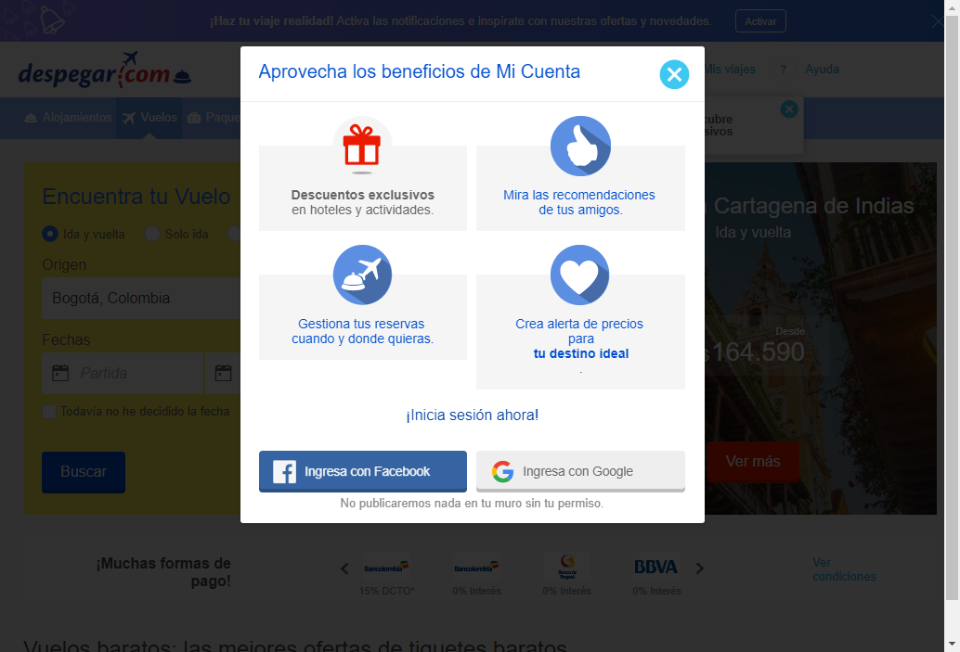 ¡Haz tu viaje realidad! Activa las notificaciones e inspírate con nuestras ofertas y novedades.
Activar
despegar.com
Mis viajes
? Ayuda
Alojamientos
Vuelos
Aprovecha los beneficios de Mi Cuenta
Descuentos exclusivos
en hoteles y actividades.
Mira las recomendaciones
de tus amigos.
Gestiona tus reservas
cuando y donde quieras.
Crea alerta de precios
para
tu destino ideal
.
¡Inicia sesión ahora!
Ingresa con Facebook
Ingresa con Google
No publicaremos nada en tu muro sin tu permiso.
Encuentra tu Vuelo
Ida y vuelta
Solo ida
Origen
Bogotá, Colombia
Fechas
Partida
Todavía no he decidido la fecha
Buscar
Cartagena de Indias
Ida y vuelta
Desde
$164.590
Ver más
¡Muchas formas de
pago!
Bancolombia
15% DCTO*
Bancolombia
0% Interés
Banco de Bogotá
0% Interés
BBVA
0% Interés
Ver
condiciones
Vuelos baratos: las mejores ofertas de tiquetes baratos